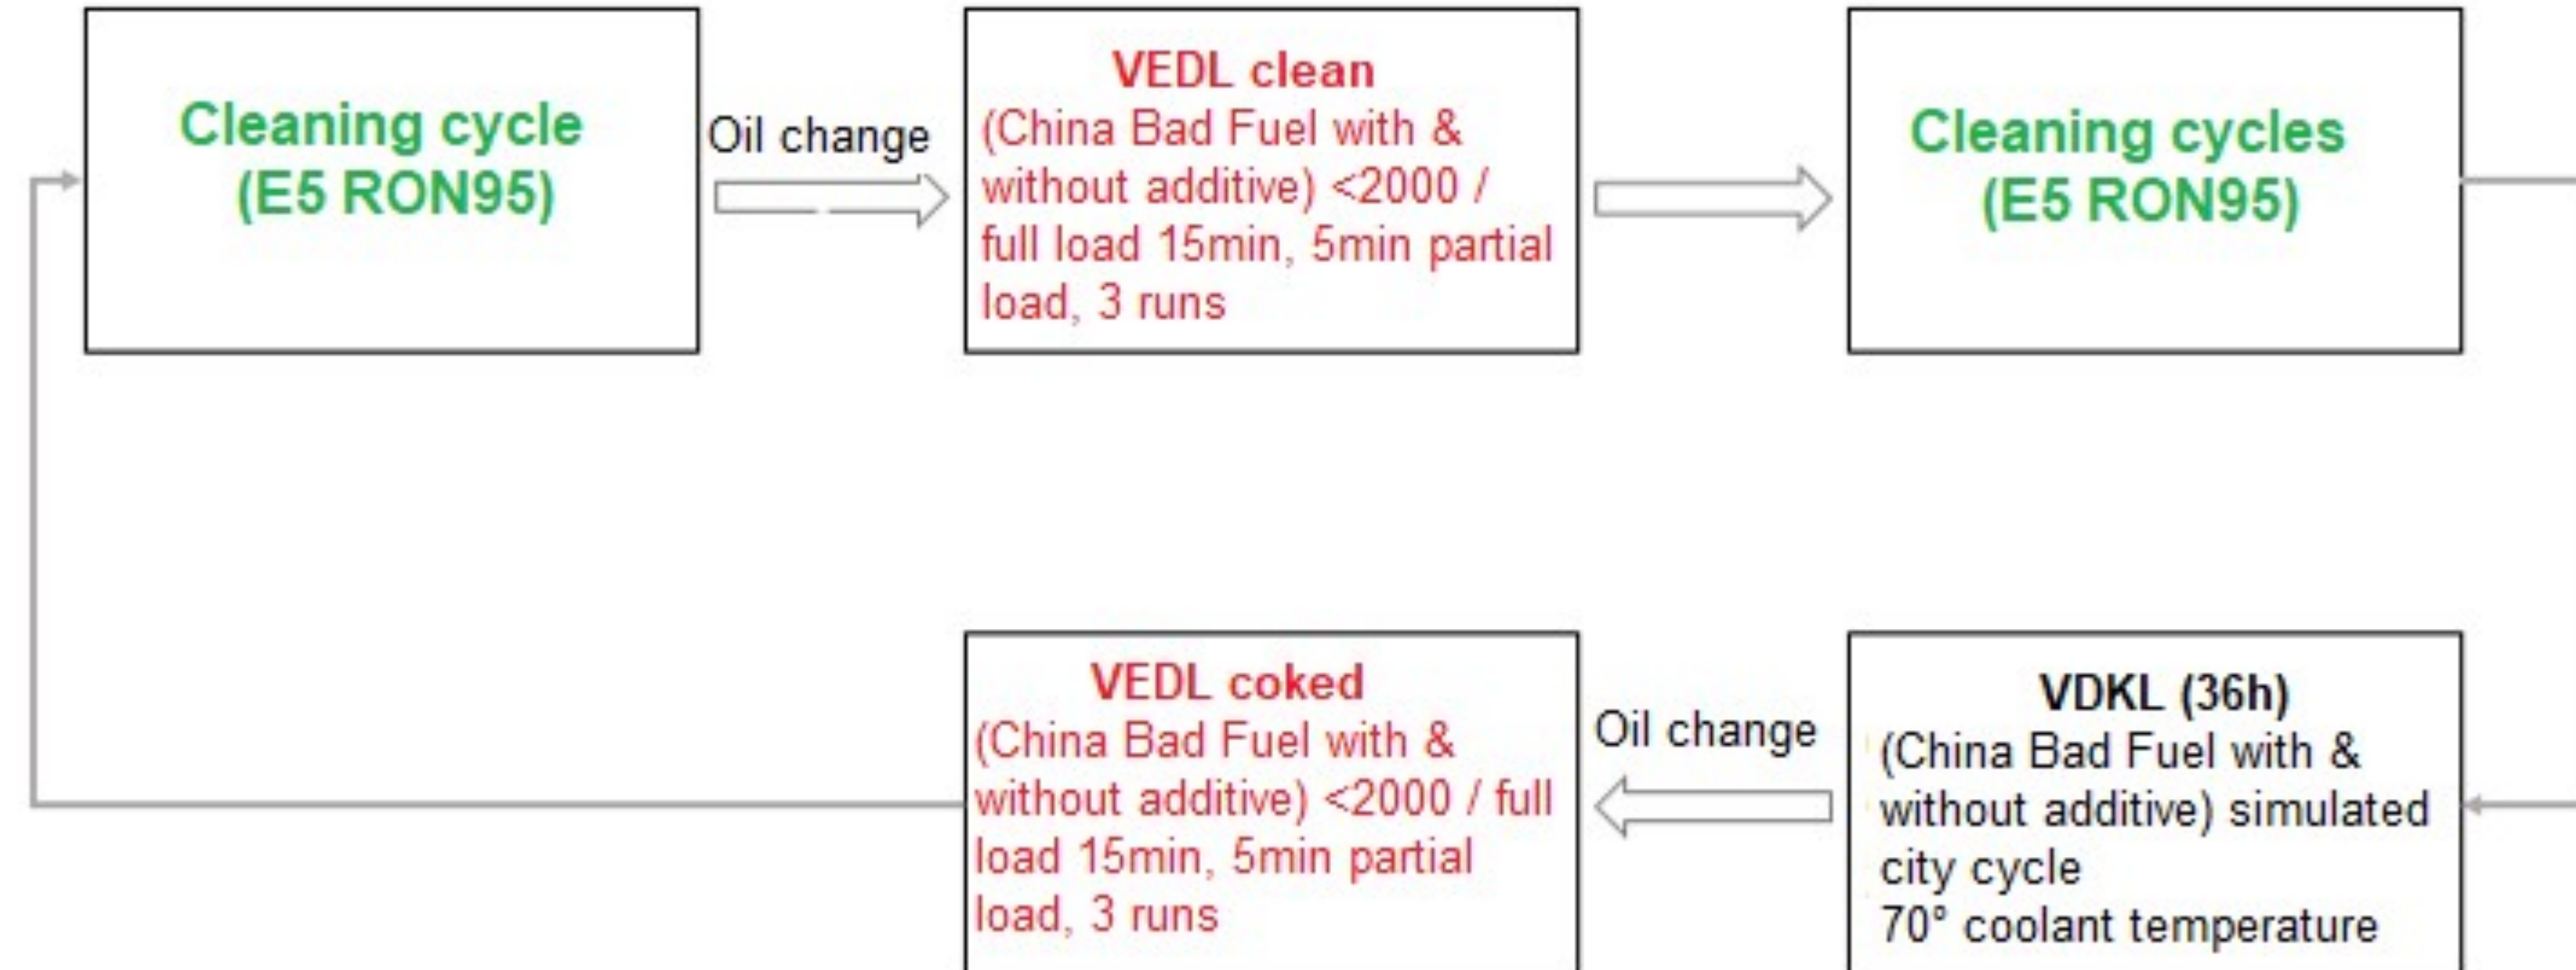 Cleaning cycle
(E5 RON95)
Oil change
VEDL clean
(China Bad Fuel with &
without additive) <2000 /
full load 15min, 5min partial
load, 3 runs
Cleaning cycles
(E5 RON95)
VDKL (36h)
(China Bad Fuel with &
without additive) simulated
city cycle
70° coolant temperature
Oil change
VEDL coked
(China Bad Fuel with &
without additive) <2000 / full
load 15min, 5min partial
load, 3 runs